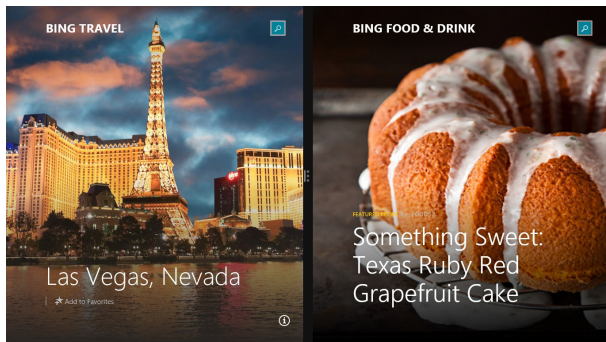 BING TRAVEL
Las Vegas, Nevada
Add to Favorites
BING FOOD & DRINK
Something Sweet:
Texas Ruby Red
Grapefruit Cake